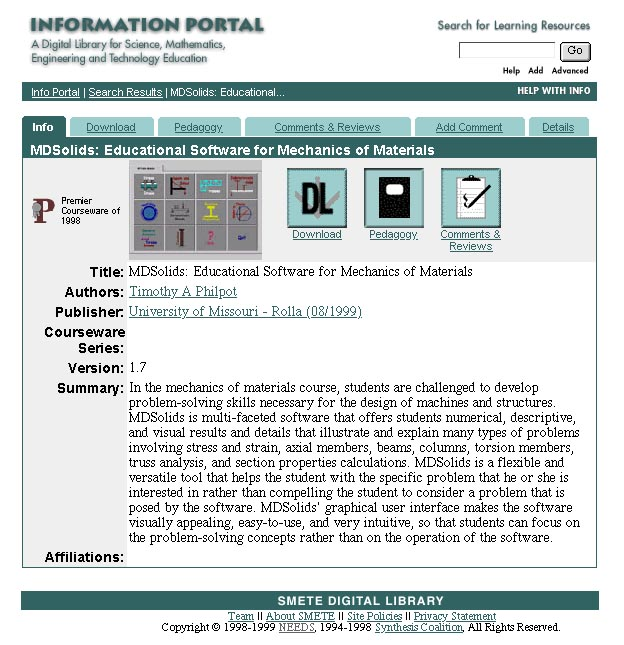 INFORMATION PORTAL
A Digital Library for Science, Mathematics,
Engineering and Technology Education
Search for Learning Resources
Go
Help Add Advanced
Info Portal | Search Results | MDSolids: Educational...
HELP WITH INFO
Info Download Pedagogy Comments & Reviews Add Comment Details
MDSolids: Educational Software for Mechanics of Materials
P
Premier
Courseware of
1998
DL
Download
Pedagogy
Comments &
Reviews
Title: MDSolids: Educational Software for Mechanics of Materials
Authors: Timothy A Philpot
Publisher: University of Missouri - Rolla (08/1999)
Courseware
Series:
Version: 1.7
Summary: In the mechanics of materials course, students are challenged to develop
problem-solving skills necessary for the design of machines and structures.
MDSolids is multi-faceted software that offers students numerical, descriptive,
and visual results and details that illustrate and explain many types of problems
involving stress and strain, axial members, beams, columns, torsion members,
truss analysis, and section properties calculations. MDSolids is a flexible and
versatile tool that helps the student with the specific problem that he or she is
interested in rather than compelling the student to consider a problem that is
posed by the software. MDSolids' graphical user interface makes the software
visually appealing, easy-to-use, and very intuitive, so that students can focus on
the problem-solving concepts rather than on the operation of the software.
Affiliations:
SMETE DIGITAL LIBRARY
Team || About SMETE || Site Policies || Privacy Statement
Copyright © 1998-1999 NEEDS, 1994-1998 Synthesis Coalition, All Rights Reserved.